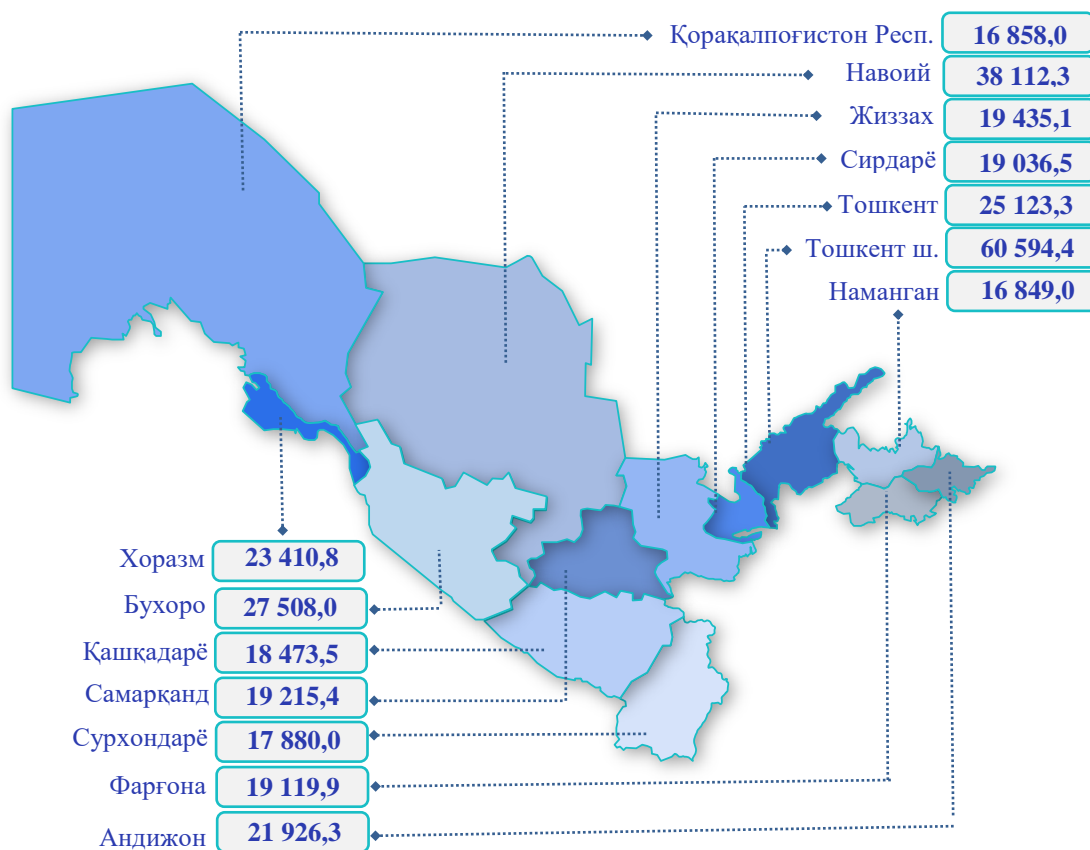 Қорақалпоғистон Респ. 16 858,0
Навоий 38 112,3
Жиззах 19 435,1
Сирдарё 19 036,5
Тошкент 25 123,3
Тошкент ш. 60 594,4
Наманган 16 849,0
Хоразм 23 410,8
Бухоро 27 508,0
Қашқадарё 18 473,5
Самарқанд 19 215,4
Сурхондарё 17 880,0
Фарғона 19 119,9
Андижон 21 926,3